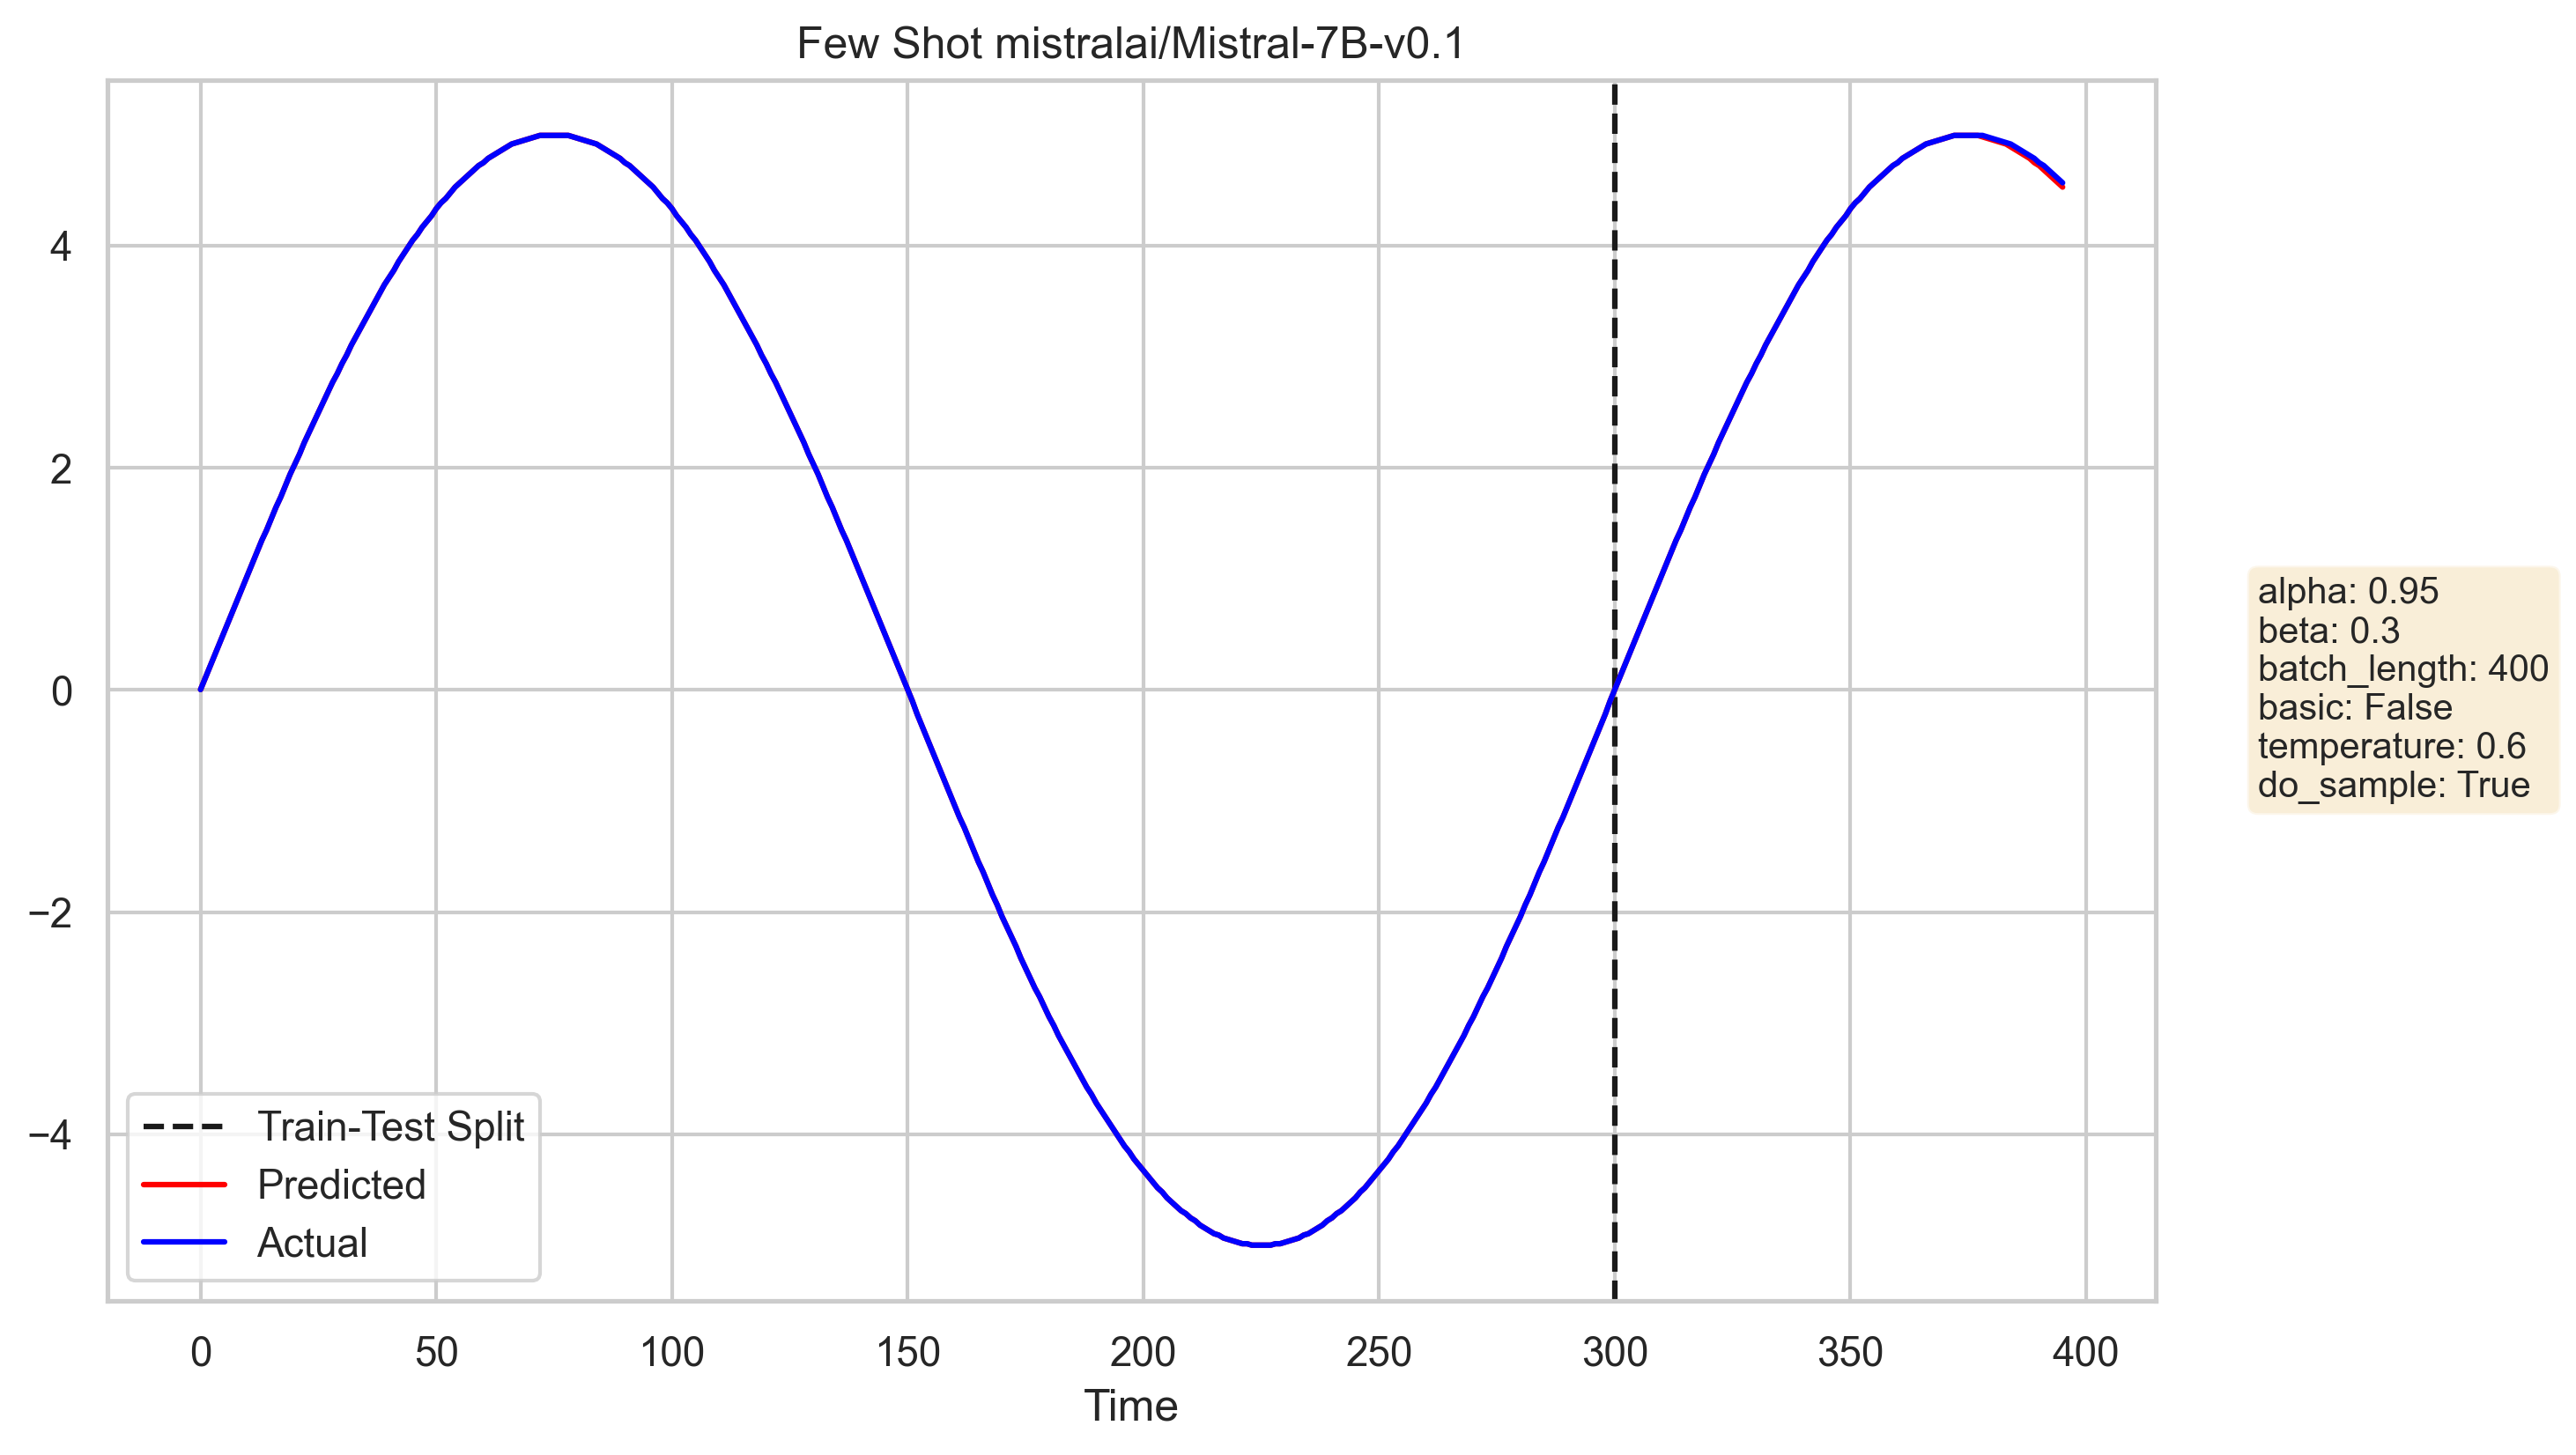 Few Shot mistralai/Mistral-7B-v0.1
4
2
0
−2
−4
0 50 100 150 200 250 300 350 400
Time
Train-Test Split
Predicted
Actual
alpha: 0.95
beta: 0.3
batch_length: 400
basic: False
temperature: 0.6
do_sample: True